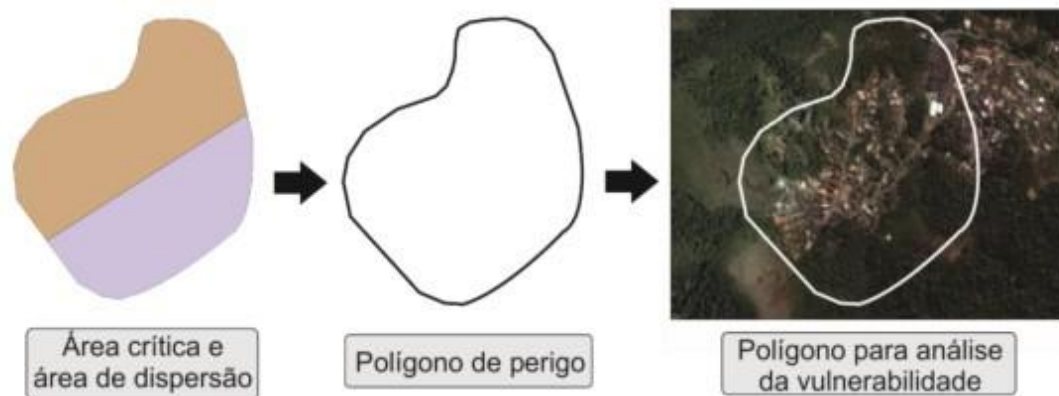 Área crítica e
área de dispersão
Polígono de perigo
Polígono para análise
da vulnerabilidade